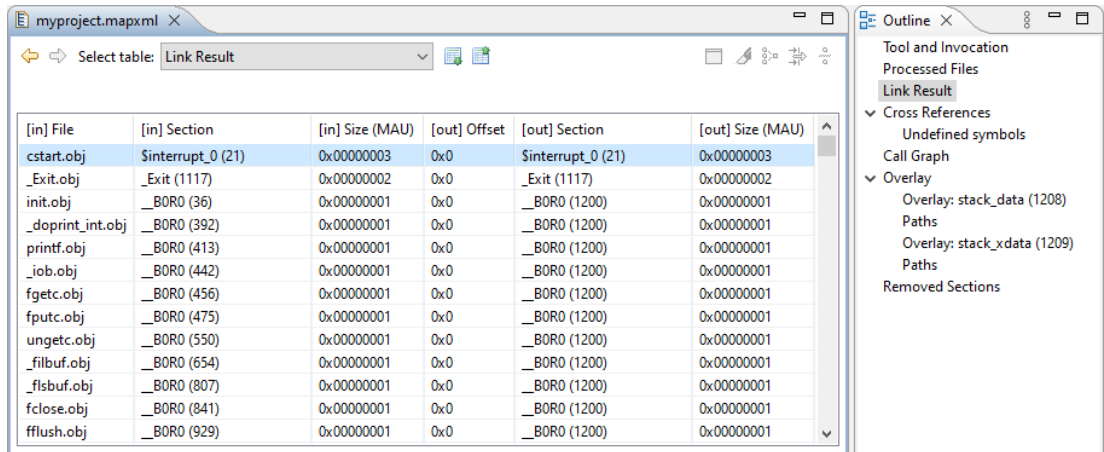 myproject.mapxml
Select table: Link Result
[in] File [in] Section [in] Size (MAU) [out] Offset [out] Section [out] Size (MAU)
cstart.obj $interrupt_0 (21) 0x00000003 0x0 $interrupt_0 (21) 0x00000003
_Exit.obj _Exit (1117) 0x00000002 0x0 _Exit (1117) 0x00000002
init.obj __B0R0 (36) 0x00000001 0x0 __B0R0 (1200) 0x00000001
_doprint_int.obj __B0R0 (392) 0x00000001 0x0 __B0R0 (1200) 0x00000001
printf.obj __B0R0 (413) 0x00000001 0x0 __B0R0 (1200) 0x00000001
_iob.obj __B0R0 (442) 0x00000001 0x0 __B0R0 (1200) 0x00000001
fgetc.obj __B0R0 (456) 0x00000001 0x0 __B0R0 (1200) 0x00000001
fputc.obj __B0R0 (475) 0x00000001 0x0 __B0R0 (1200) 0x00000001
ungetc.obj __B0R0 (550) 0x00000001 0x0 __B0R0 (1200) 0x00000001
_filbuf.obj __B0R0 (654) 0x00000001 0x0 __B0R0 (1200) 0x00000001
_flsbuf.obj __B0R0 (807) 0x00000001 0x0 __B0R0 (1200) 0x00000001
fclose.obj __B0R0 (841) 0x00000001 0x0 __B0R0 (1200) 0x00000001
fflush.obj __B0R0 (929) 0x00000001 0x0 __B0R0 (1200) 0x00000001
Outline
Tool and Invocation
Processed Files
Link Result
Cross References
Undefined symbols
Call Graph
Overlay
Overlay: stack_data (1208)
Paths
Overlay: stack_xdata (1209)
Paths
Removed Sections